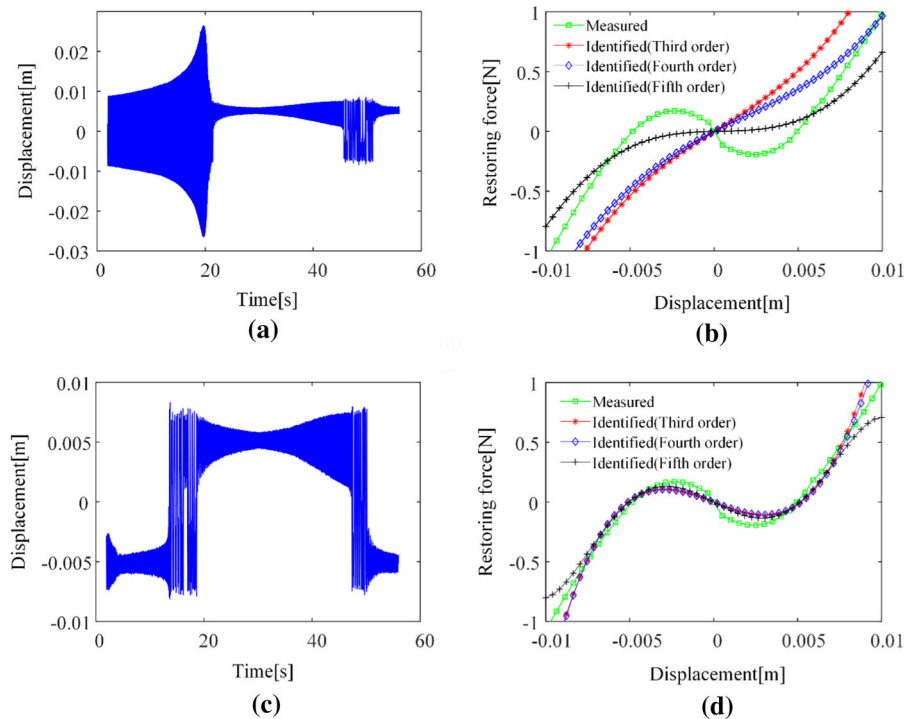 (a)
Displacement[m]
0.03
0.02
0.01
0
-0.01
-0.02
-0.03
0
20
40
60
Time[s]
(b)
Restoring force[N]
1
0.5
0
-0.5
-1
-0.01
-0.005
0
0.005
0.01
Displacement[m]
Measured
Identified(Third order)
Identified(Fourth order)
Identified(Fifth order)
(c)
Displacement[m]
0.01
0.005
0
-0.005
-0.01
0
20
40
60
Time[s]
(d)
Restoring force[N]
1
0.5
0
-0.5
-1
-0.01
-0.005
0
0.005
0.01
Displacement[m]
Measured
Identified(Third order)
Identified(Fourth order)
Identified(Fifth order)